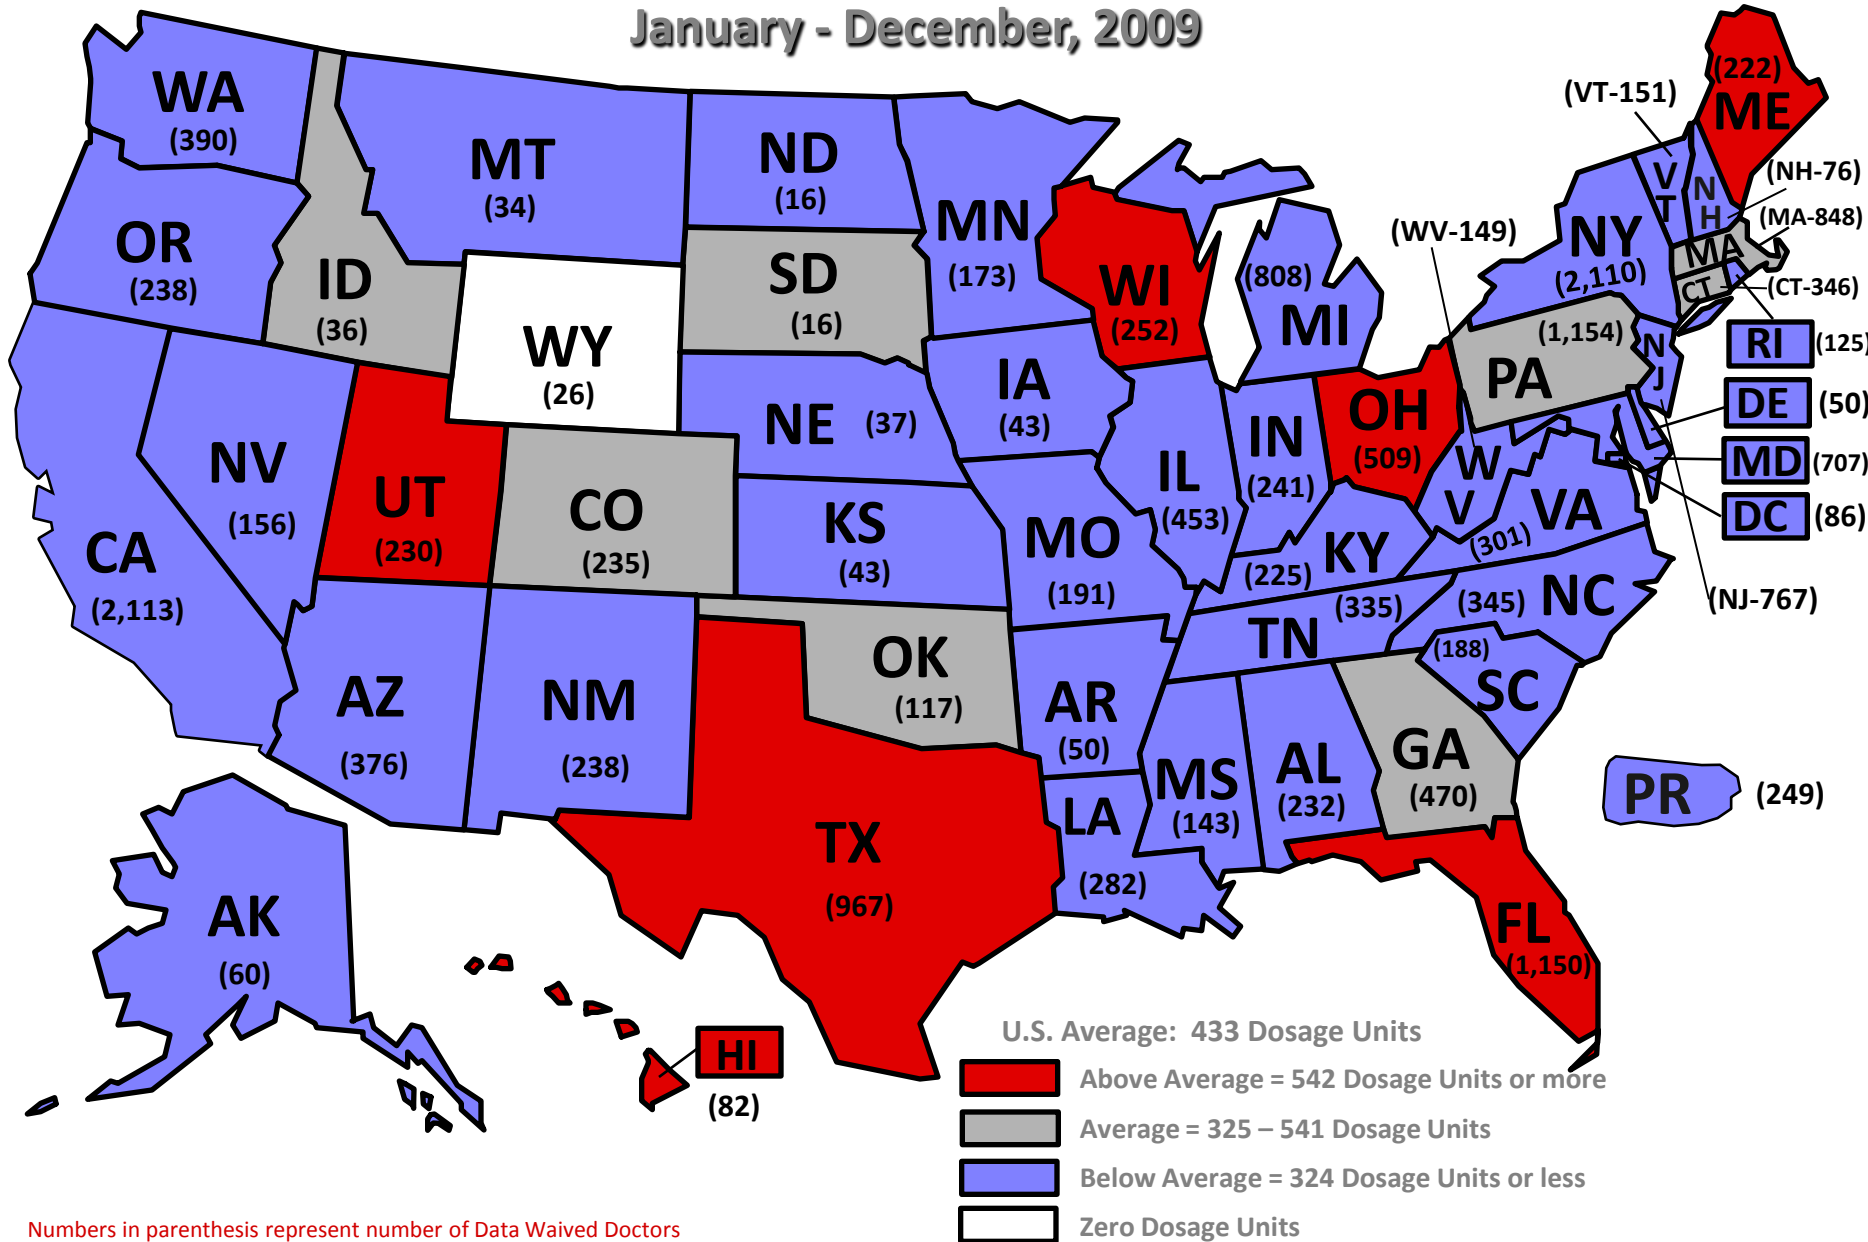 January - December, 2009
WA
(390)
OR
(238)
CA
(2,113)
ID
(36)
NV
(156)
MT
(34)
WY
(26)
UT
(230)
CO
(235)
AZ
(376)
NM
(238)
ND
(16)
SD
(16)
NE (37)
KS
(43)
OK
(117)
TX
(967)
MN
(173)
IA
(43)
MO
(191)
AR
(50)
LA
(282)
WI
(252)
IL
(453)
(808)
MI
IN
(241)
OH
(509)
KY
(225)
TN
(335)
MS
(143)
AL
(232)
GA
(470)
FL
(1,150)
(188)
SC
(345) NC
VA
(301)
W
V
(WV-149)
(1,154)
PA
NY
(2,110)
V
T
(VT-151)
N
H
(NH-76)
(222)
ME
MA
(MA-848)
CT
(CT-346)
RI (125)
N
J
(NJ-767)
DE (50)
MD (707)
DC (86)
PR (249)
AK
(60)
HI
(82)
U.S. Average: 433 Dosage Units
Above Average = 542 Dosage Units or more
Average = 325 – 541 Dosage Units
Below Average = 324 Dosage Units or less
Zero Dosage Units
Numbers in parenthesis represent number of Data Waived Doctors